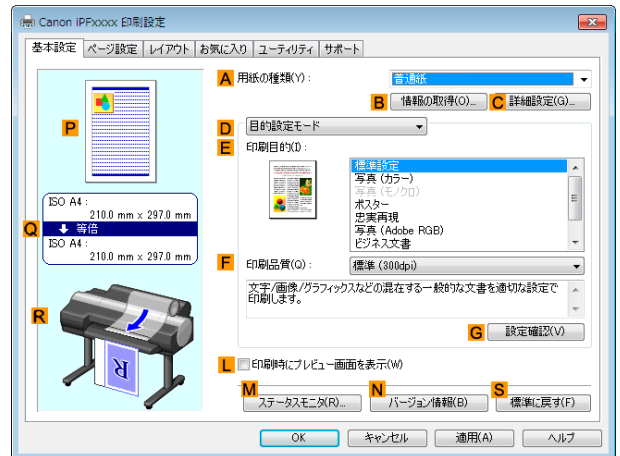 Canon iPFxxxx 印刷設定
基本設定 ページ設定 レイアウト お気に入り ユーティリティ サポート
A 用紙の種類(Y): 普通紙
B 情報の取得(O)... C 詳細設定(G)...
P
D 目的設定モード
E 印刷目的(I):
標準設定
写真 (カラー)
写真 (モノクロ)
ポスター
忠実再現
写真 (Adobe RGB)
ビジネス文書
ISO A4 :
210.0 mm x 297.0 mm
Q 等倍
ISO A4 :
210.0 mm x 297.0 mm
F 印刷品質(Q): 標準 (300dpi)
文字/画像/グラフィックスなどの混在する一般的な文書を適切な設定で
印刷します。
R
G 設定確認(V)
R
L 印刷時にプレビュー画面を表示(W)
M N S
ステータスモニタ(R)... バージョン情報(B) 標準に戻す(F)
OK キャンセル 適用(A) ヘルプ